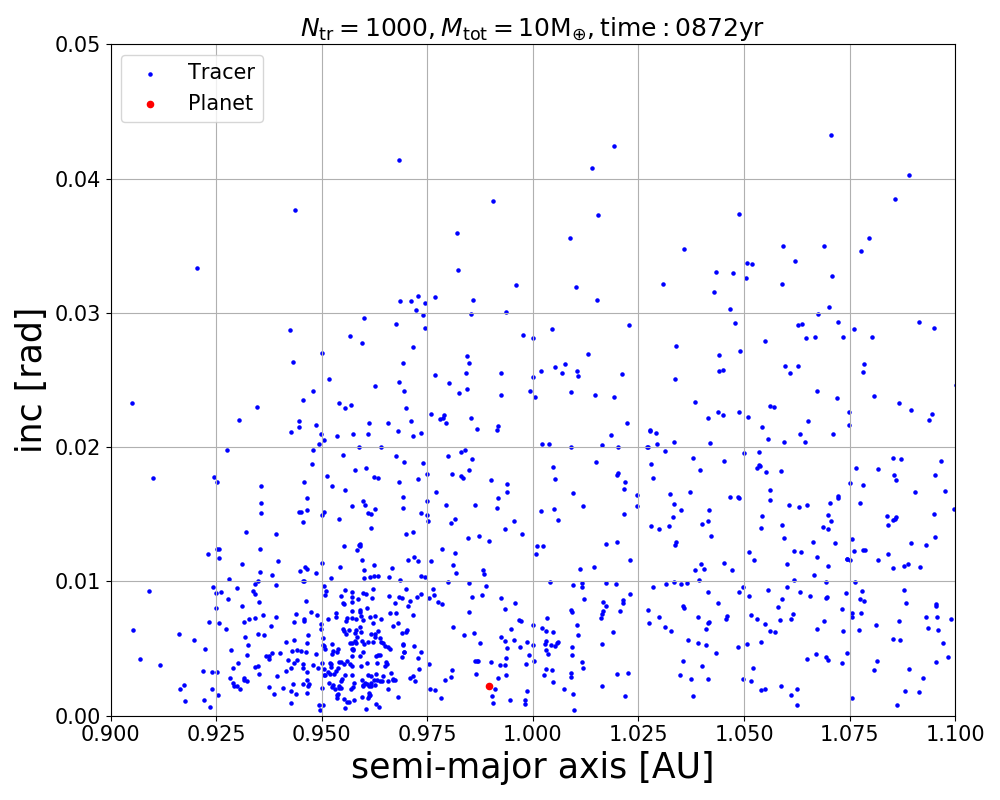 N_tr = 1000, M_tot = 10M_⊕, time : 0872yr
Tracer
Planet
0.05
0.04
0.03
0.02
0.01
0.00
inc [rad]
0.900 0.925 0.950 0.975 1.000 1.025 1.050 1.075 1.100
semi-major axis [AU]